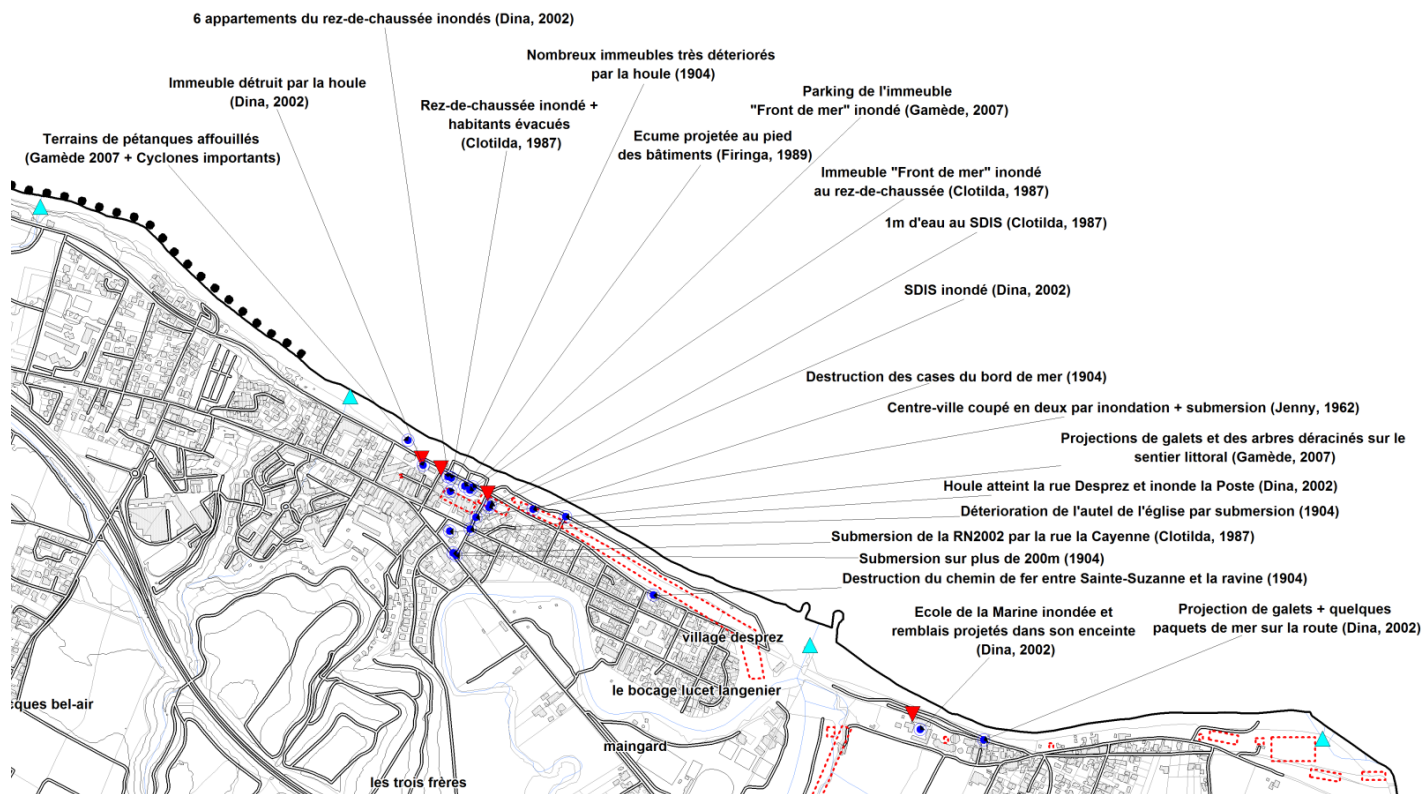 6 appartements du rez-de-chaussée inondés (Dina, 2002)
Nombreux immeubles très déteriorés
par la houle (1904)
Immeuble détruit par la houle
(Dina, 2002)
Parking de l'immeuble
"Front de mer" inondé (Gamède, 2007)
Rez-de-chaussée inondé +
habitants évacués
(Clotilda, 1987)
Terrains de pétanques affouillés
(Gamède 2007 + Cyclones importants)
Ecume projetée au pied
des bâtiments (Firinga, 1989)
Immeuble "Front de mer" inondé
au rez-de-chaussée (Clotilda, 1987)
1m d'eau au SDIS (Clotilda, 1987)
SDIS inondé (Dina, 2002)
Destruction des cases du bord de mer (1904)
Centre-ville coupé en deux par inondation + submersion (Jenny, 1962)
Projections de galets et des arbres déracinés sur le
sentier littoral (Gamède, 2007)
Houle atteint la rue Desprez et inonde la Poste (Dina, 2002)
Déterioration de l'autel de l'église par submersion (1904)
Submersion de la RN2002 par la rue la Cayenne (Clotilda, 1987)
Submersion sur plus de 200m (1904)
Destruction du chemin de fer entre Sainte-Suzanne et la ravine (1904)
Ecole de la Marine inondée et
remblais projetés dans son enceinte
(Dina, 2002)
Projection de galets + quelques
paquets de mer sur la route (Dina, 2002)
village desprez
le bocage lucet langenier
cques bel-air
maingard
les trois frères